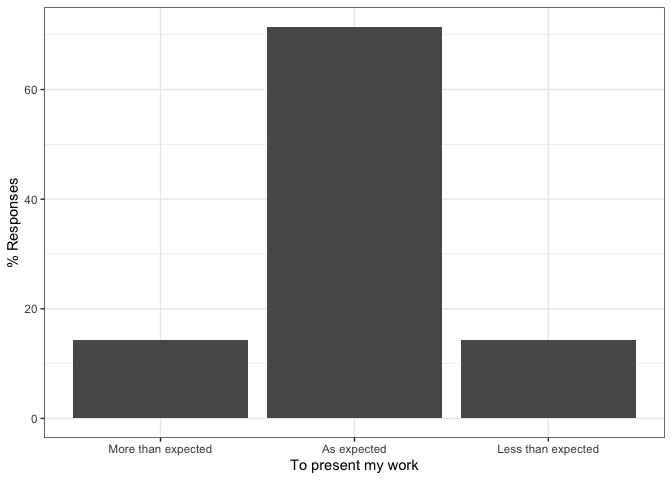 % Responses
60
40
20
0
More than expected
As expected
Less than expected
To present my work